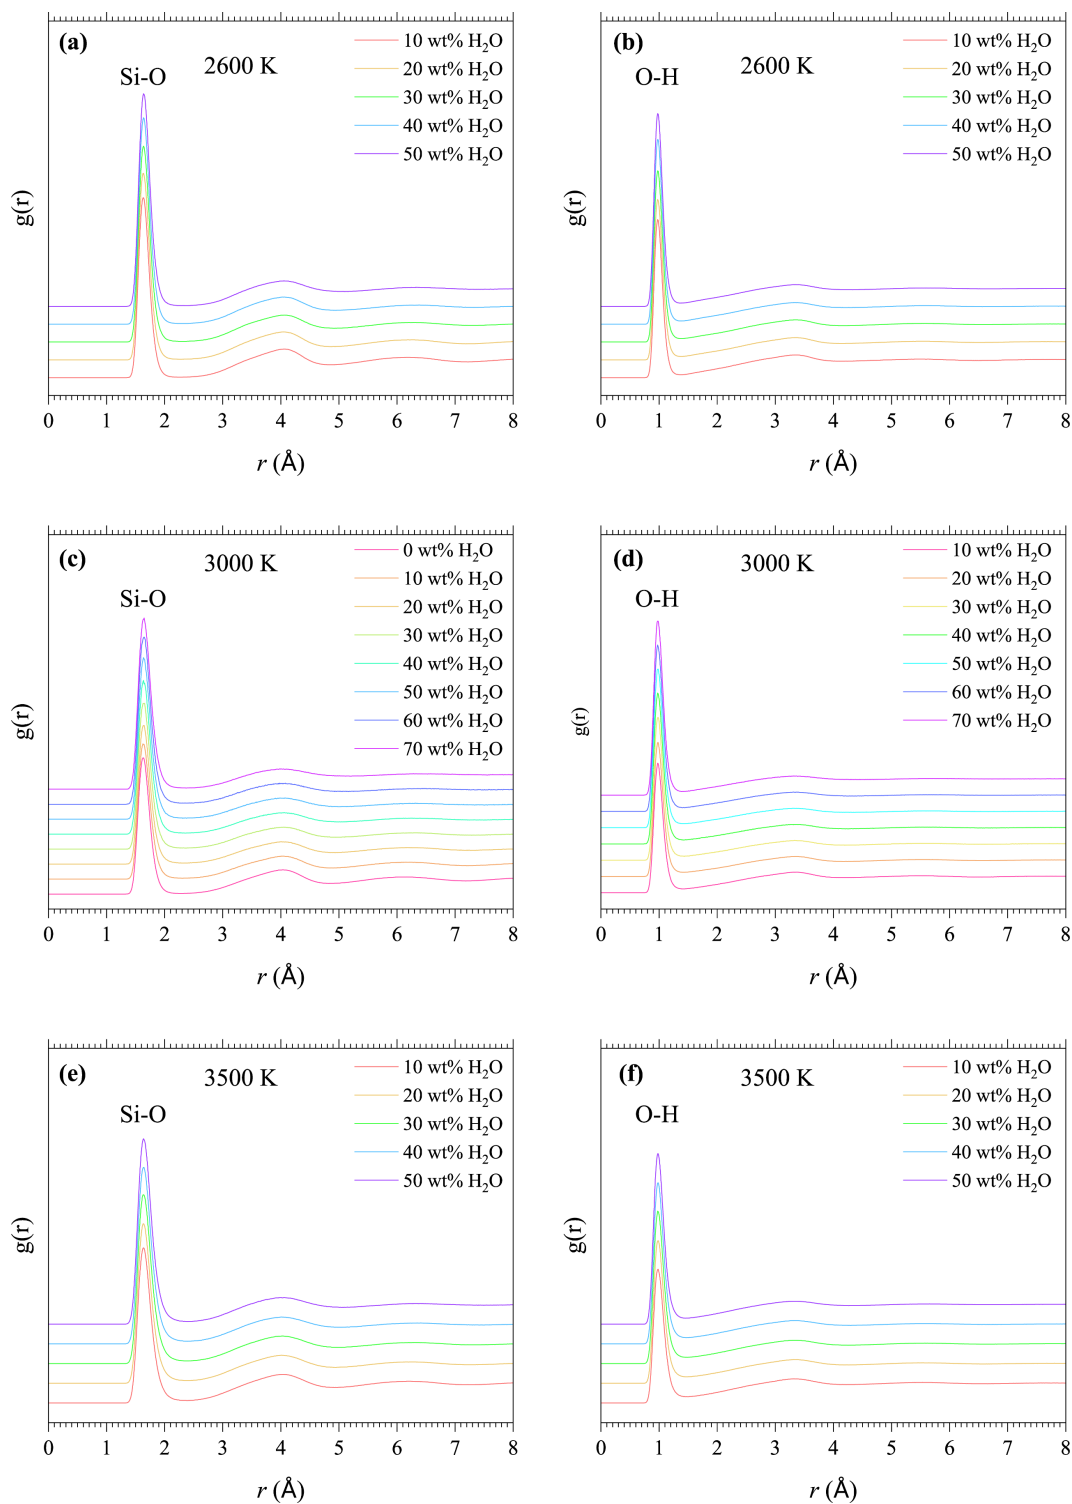 (a)
2600 K
Si-O
10 wt% H₂O
20 wt% H₂O
30 wt% H₂O
40 wt% H₂O
50 wt% H₂O
g(r)
0 1 2 3 4 5 6 7 8
r (Å)
(b)
2600 K
O-H
10 wt% H₂O
20 wt% H₂O
30 wt% H₂O
40 wt% H₂O
50 wt% H₂O
g(r)
0 1 2 3 4 5 6 7 8
r (Å)
(c)
3000 K
Si-O
0 wt% H₂O
10 wt% H₂O
20 wt% H₂O
30 wt% H₂O
40 wt% H₂O
50 wt% H₂O
60 wt% H₂O
70 wt% H₂O
g(r)
0 1 2 3 4 5 6 7 8
r (Å)
(d)
3000 K
O-H
10 wt% H₂O
20 wt% H₂O
30 wt% H₂O
40 wt% H₂O
50 wt% H₂O
60 wt% H₂O
70 wt% H₂O
g(r)
0 1 2 3 4 5 6 7 8
r (Å)
(e)
3500 K
Si-O
10 wt% H₂O
20 wt% H₂O
30 wt% H₂O
40 wt% H₂O
50 wt% H₂O
g(r)
0 1 2 3 4 5 6 7 8
r (Å)
(f)
3500 K
O-H
10 wt% H₂O
20 wt% H₂O
30 wt% H₂O
40 wt% H₂O
50 wt% H₂O
g(r)
0 1 2 3 4 5 6 7 8
r (Å)